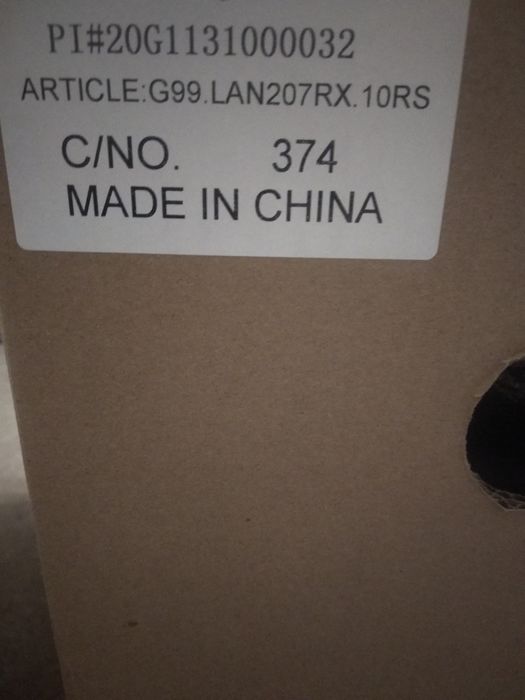 PI#20G1131000032
ARTICLE:G99.LAN207RX.10RS
C/NO. 374
MADE IN CHINA